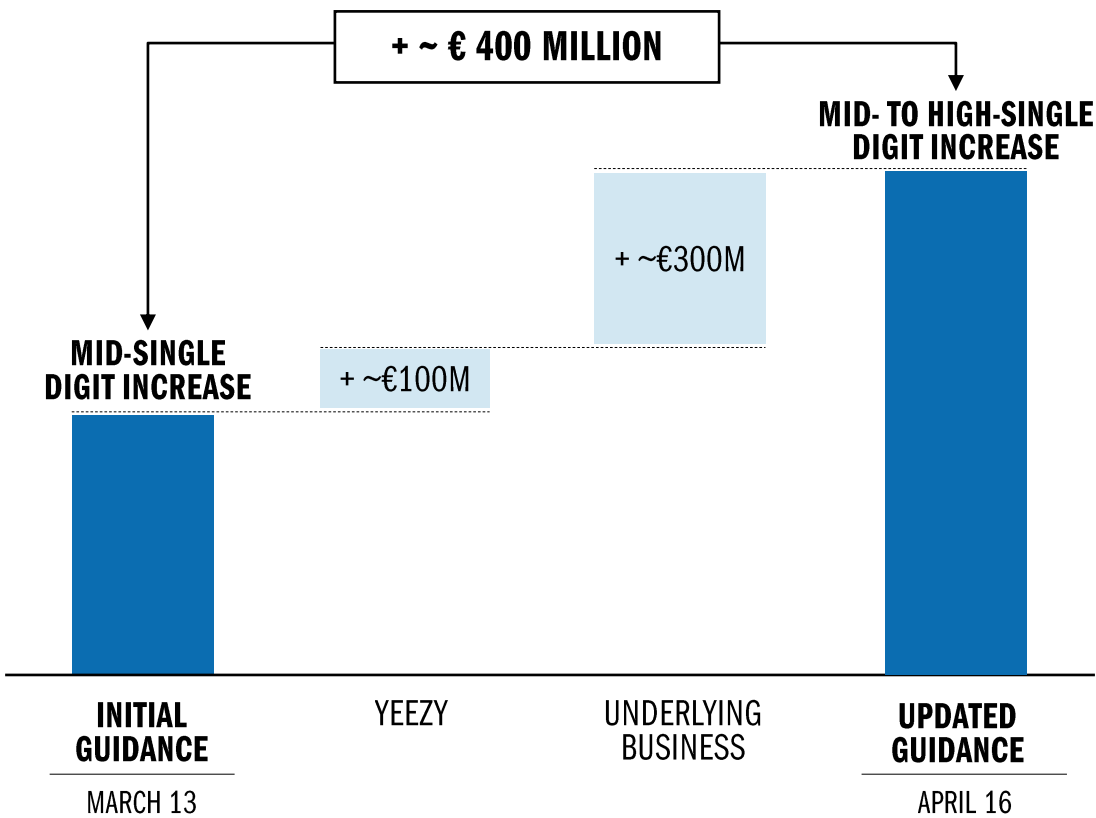 + ~ € 400 MILLION
MID- TO HIGH-SINGLE
DIGIT INCREASE
+ ~€300M
MID-SINGLE
DIGIT INCREASE
+ ~€100M
INITIAL
GUIDANCE
MARCH 13
YEEZY
UNDERLYING
BUSINESS
UPDATED
GUIDANCE
APRIL 16